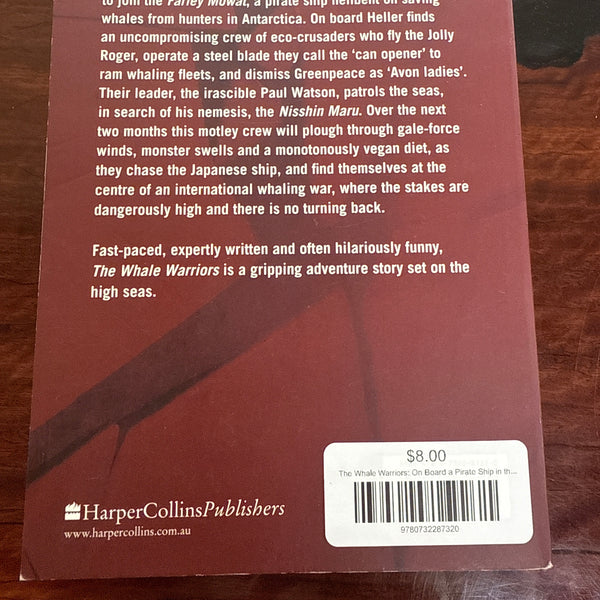 to join the Farley Mowat, a pirate ship hellbent on saving
whales from hunters in Antarctica. On board Heller finds
an uncompromising crew of eco-crusaders who fly the Jolly
Roger, operate a steel blade they call the ‘can opener’ to
ram whaling fleets, and dismiss Greenpeace as ‘Avon ladies’.
Their leader, the irascible Paul Watson, patrols the seas,
in search of his nemesis, the Nisshin Maru. Over the next
two months this motley crew will plough through gale-force
winds, monster swells and a monotonously vegan diet, as
they chase the Japanese ship, and find themselves at the
centre of an international whaling war, where the stakes are
dangerously high and there is no turning back.
Fast-paced, expertly written and often hilariously funny,
The Whale Warriors is a gripping adventure story set on the
high seas.
$8.00
The Whale Warriors: On Board a Pirate Ship in th...
9780732287320
HarperCollinsPublishers
www.harpercollins.com.au